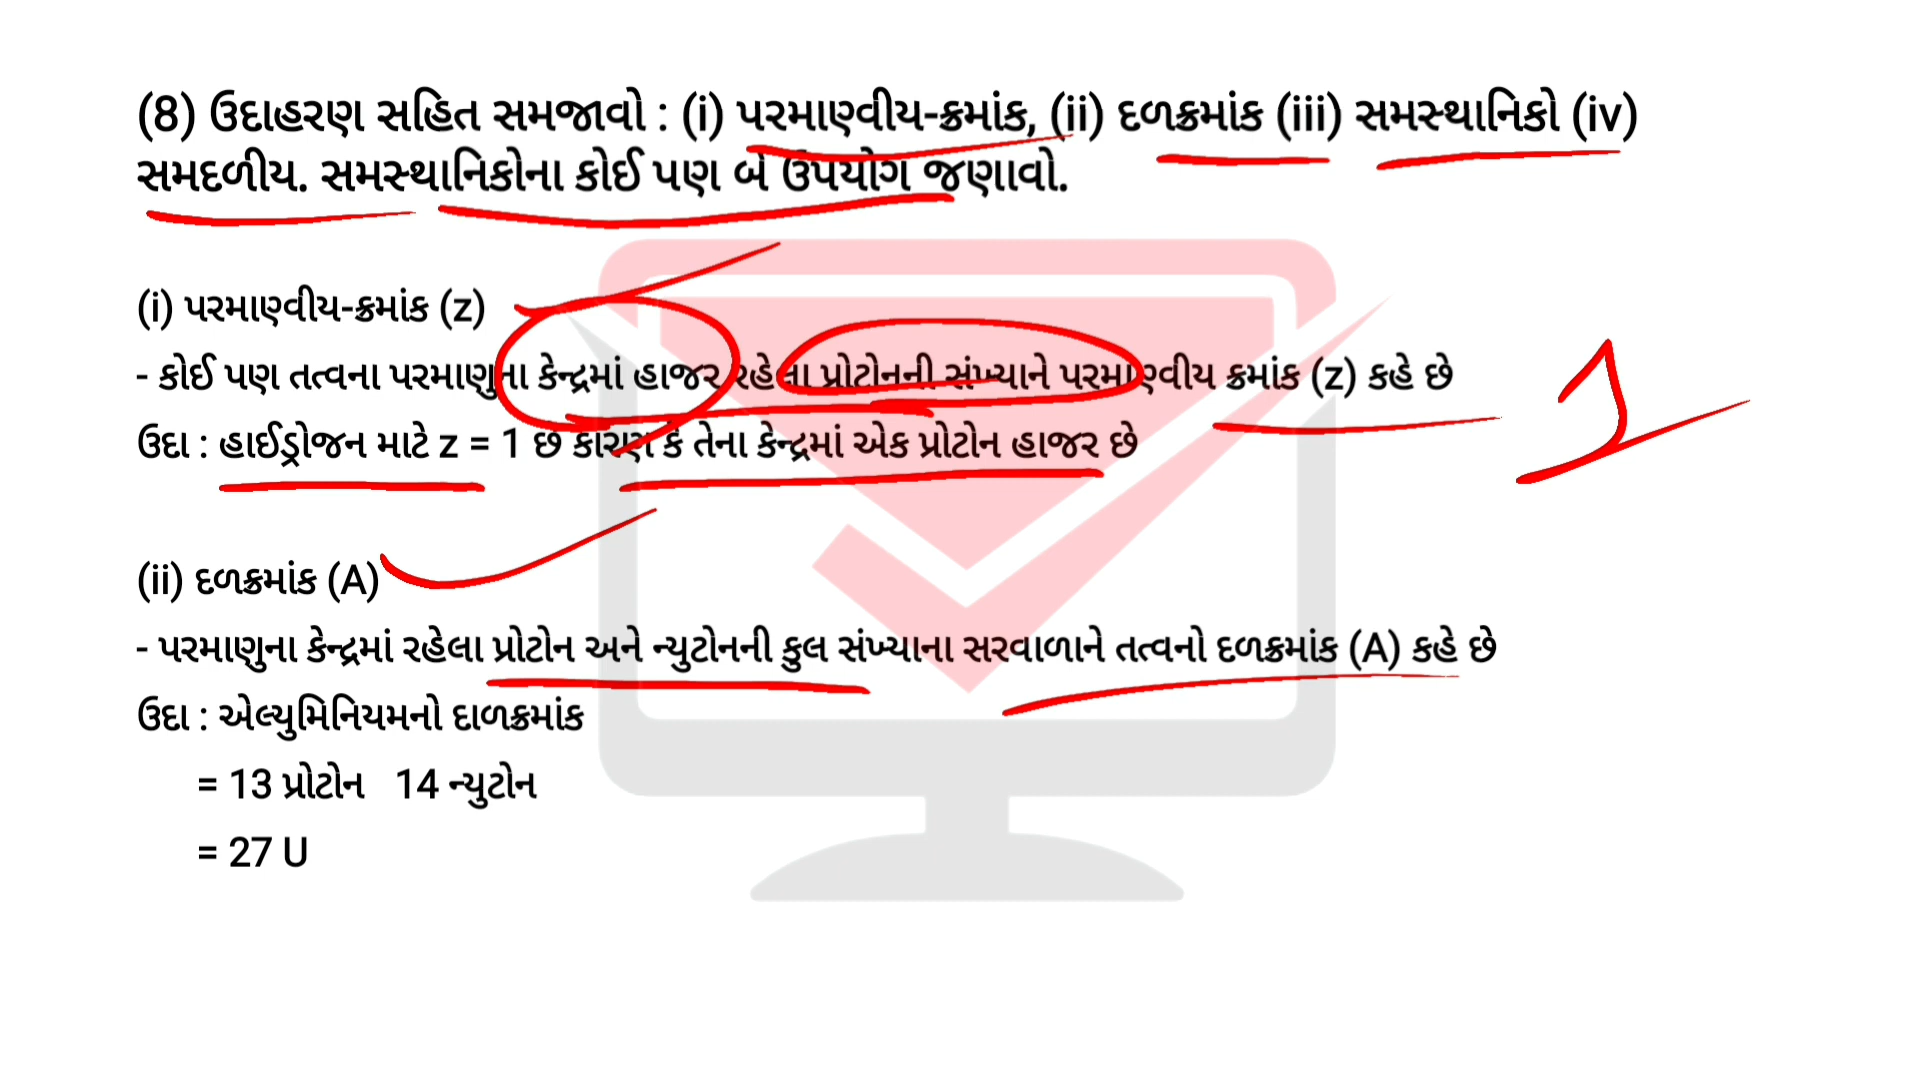 (8) ઉદાહરણ સહિત સમજાવો : (i) પરમાણ્વીય-ક્રમાંક, (ii) દળક્રમાંક (iii) સમસ્થાનિકો (iv)
સમદળીય. સમસ્થાનિકોના કોઈ પણ બે ઉપયોગ જણાવો.
(i) પરમાણ્વીય-ક્રમાંક (z)
- કોઈ પણ તત્વના પરમાણુના કેન્દ્રમાં હાજર રહેલા પ્રોટોનની સંખ્યાને પરમાણ્વીય ક્રમાંક (z) કહે છે
1
ઉદા : હાઈડ્રોજન માટે z = 1 છે કારણ કે તેના કેન્દ્રમાં એક પ્રોટોન હાજર છે
(ii) દળક્રમાંક (A)
- પરમાણુના કેન્દ્રમાં રહેલા પ્રોટોન અને ન્યુટોનની કુલ સંખ્યાના સરવાળાને તત્વનો દળક્રમાંક (A) કહે છે
ઉદા : એલ્યુમિનિયમનો દાળક્રમાંક
= 13 પ્રોટોન 14 ન્યુટોન
= 27 U